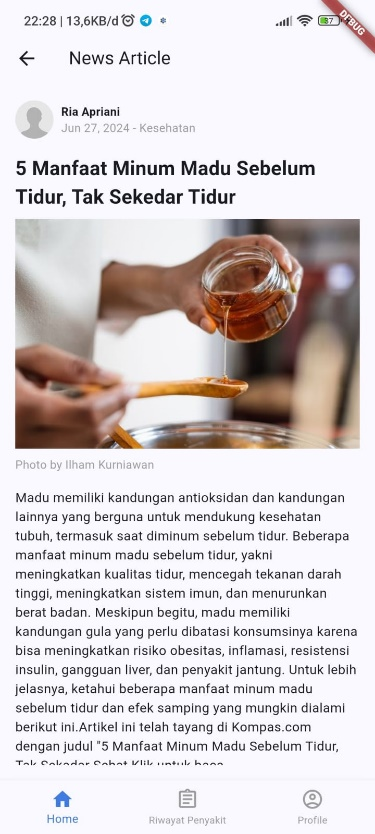 22:28 | 13,6KB/d
87
DEBUG
News Article
Ria Apriani
Jun 27, 2024 - Kesehatan
5 Manfaat Minum Madu Sebelum
Tidur, Tak Sekedar Tidur
Photo by Ilham Kurniawan
Madu memiliki kandungan antioksidan dan kandungan
lainnya yang berguna untuk mendukung kesehatan
tubuh, termasuk saat diminum sebelum tidur. Beberapa
manfaat minum madu sebelum tidur, yakni
meningkatkan kualitas tidur, mencegah tekanan darah
tinggi, meningkatkan sistem imun, dan menurunkan
berat badan. Meskipun begitu, madu memiliki
kandungan gula yang perlu dibatasi konsumsinya karena
bisa meningkatkan risiko obesitas, inflamasi, resistensi
insulin, gangguan liver, dan penyakit jantung. Untuk lebih
jelasnya, ketahui beberapa manfaat minum madu
sebelum tidur dan efek samping yang mungkin dialami
berikut ini.Artikel ini telah tayang di Kompas.com
dengan judul "5 Manfaat Minum Madu Sebelum Tidur,
Tak Sekadar Sehat Klik untuk baca
Home
Riwayat Penyakit
Profile